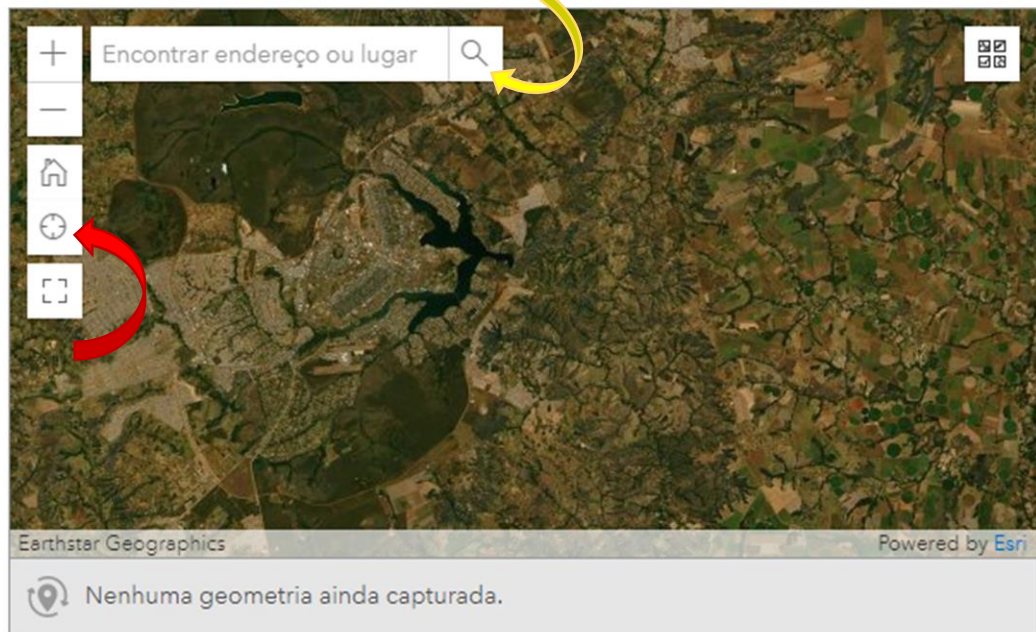 Encontrar endereço ou lugar
Earthstar Geographics
Powered by Esri
Nenhuma geometria ainda capturada.